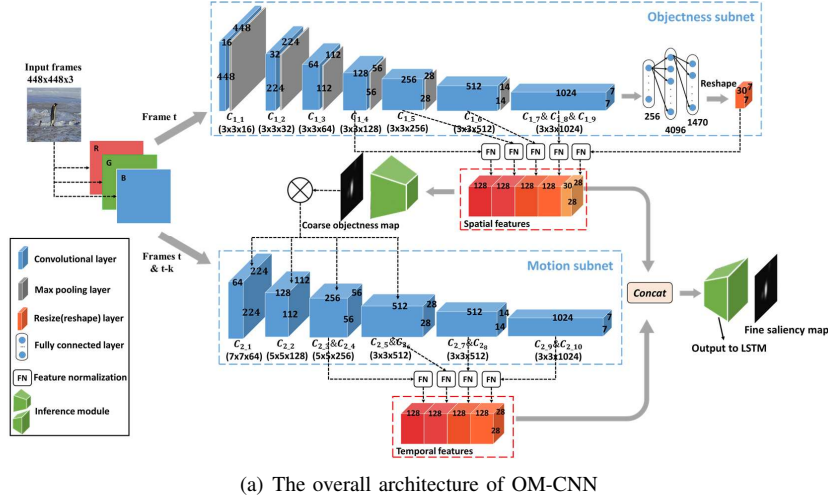 Objectness subnet
Input frames
448x448x3
Frame t
R
G
B
Frames t
& t-k
448
16
448
224
32
224
112
64
112
56
128
56
28
256
28
14
512
14
7
1024
7
256
4096
1470
Reshape
7
30
7
C1_1
(3x3x16)
C1_2
(3x3x32)
C1_3
(3x3x64)
C1_4
(3x3x128)
C1_5
(3x3x256)
C1_6
(3x3x512)
C1_7 & C1_8 & C1_9
(3x3x1024)
FN FN FN FN FN
128 128 128 128 30 28
28
Spatial features
Coarse objectness map
Motion subnet
224
64
224
112
128
112
56
256
56
28
512
28
14
512
14
7
1024
7
C2_1
(7x7x64)
C2_2
(5x5x128)
C2_3&C2_4
(5x5x256)
C2_5&C2_6
(3x3x512)
C2_7&C2_8
(3x3x512)
C2_9&C2_10
(3x3x1024)
FN FN FN FN
128 128 128 128 28
28
Temporal features
Concat
Fine saliency map
Output to LSTM
Convolutional layer
Max pooling layer
Resize(reshape) layer
Fully connected layer
FN Feature normalization
Inference module
(a) The overall architecture of OM-CNN